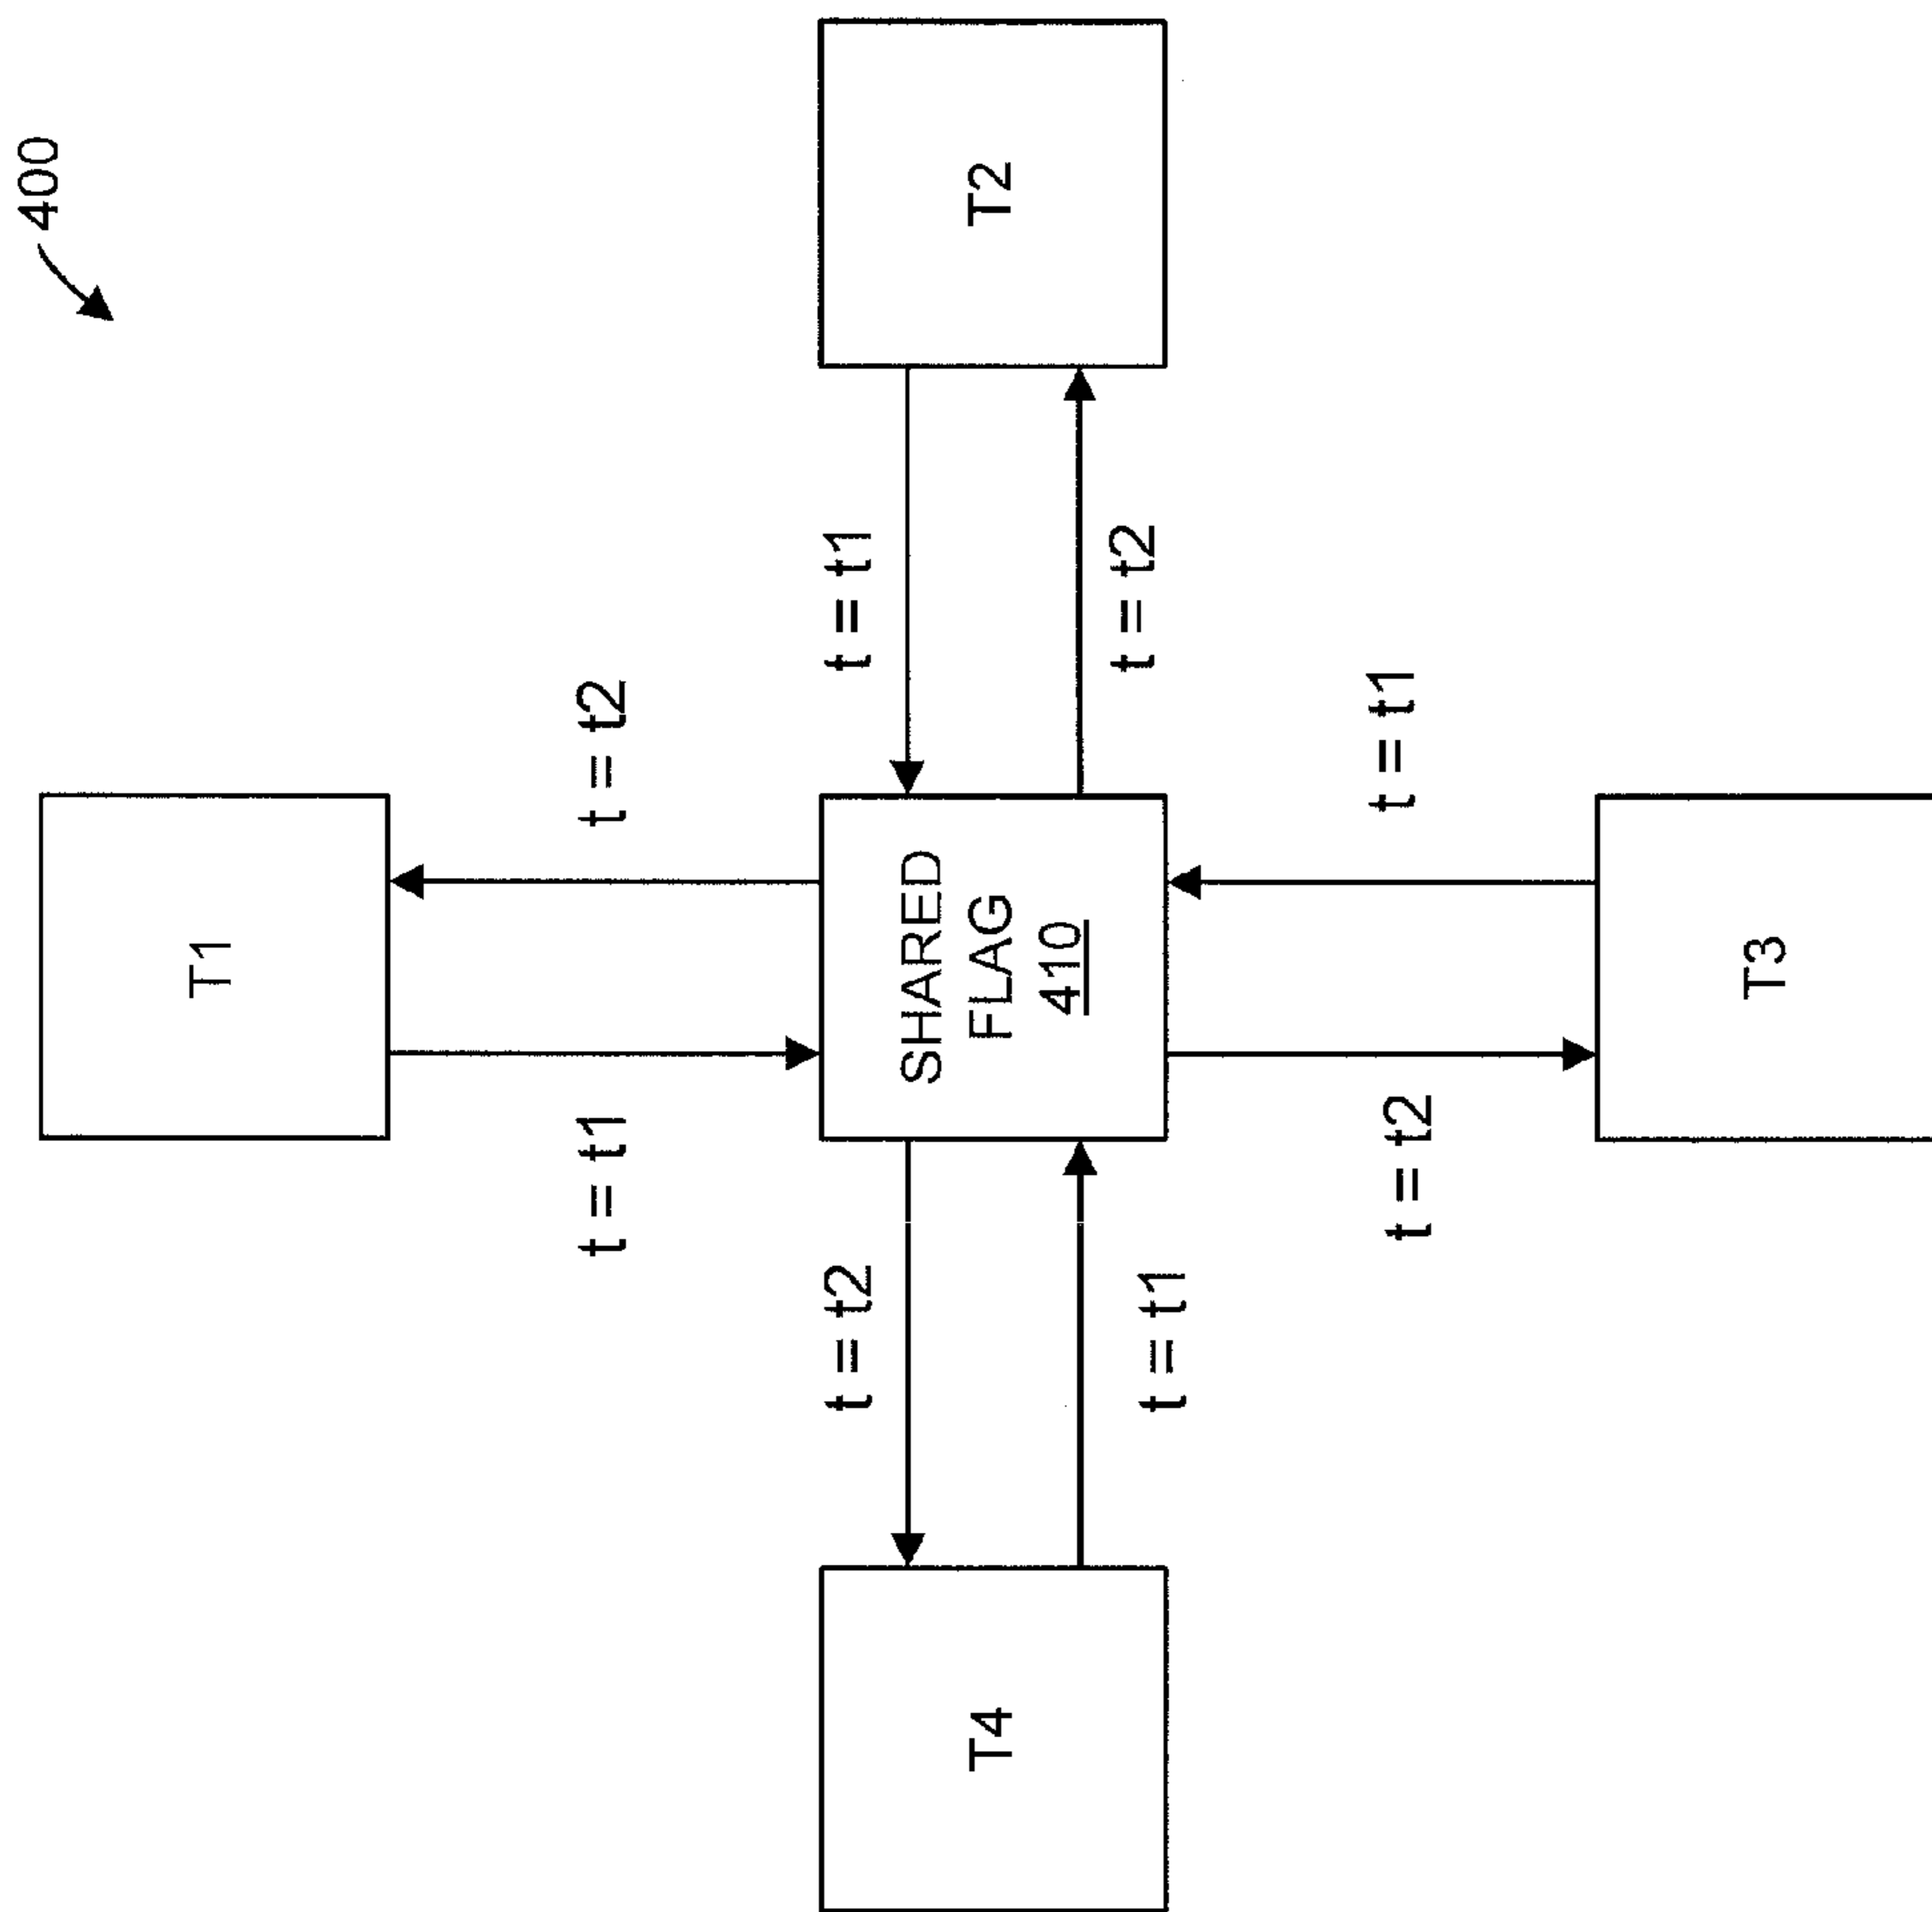 400
T1
t = t1
t = t2
t = t2
t = t1
T4
SHARED
FLAG
410
T2
t = t1
t = t2
t = t2
t = t1
T3